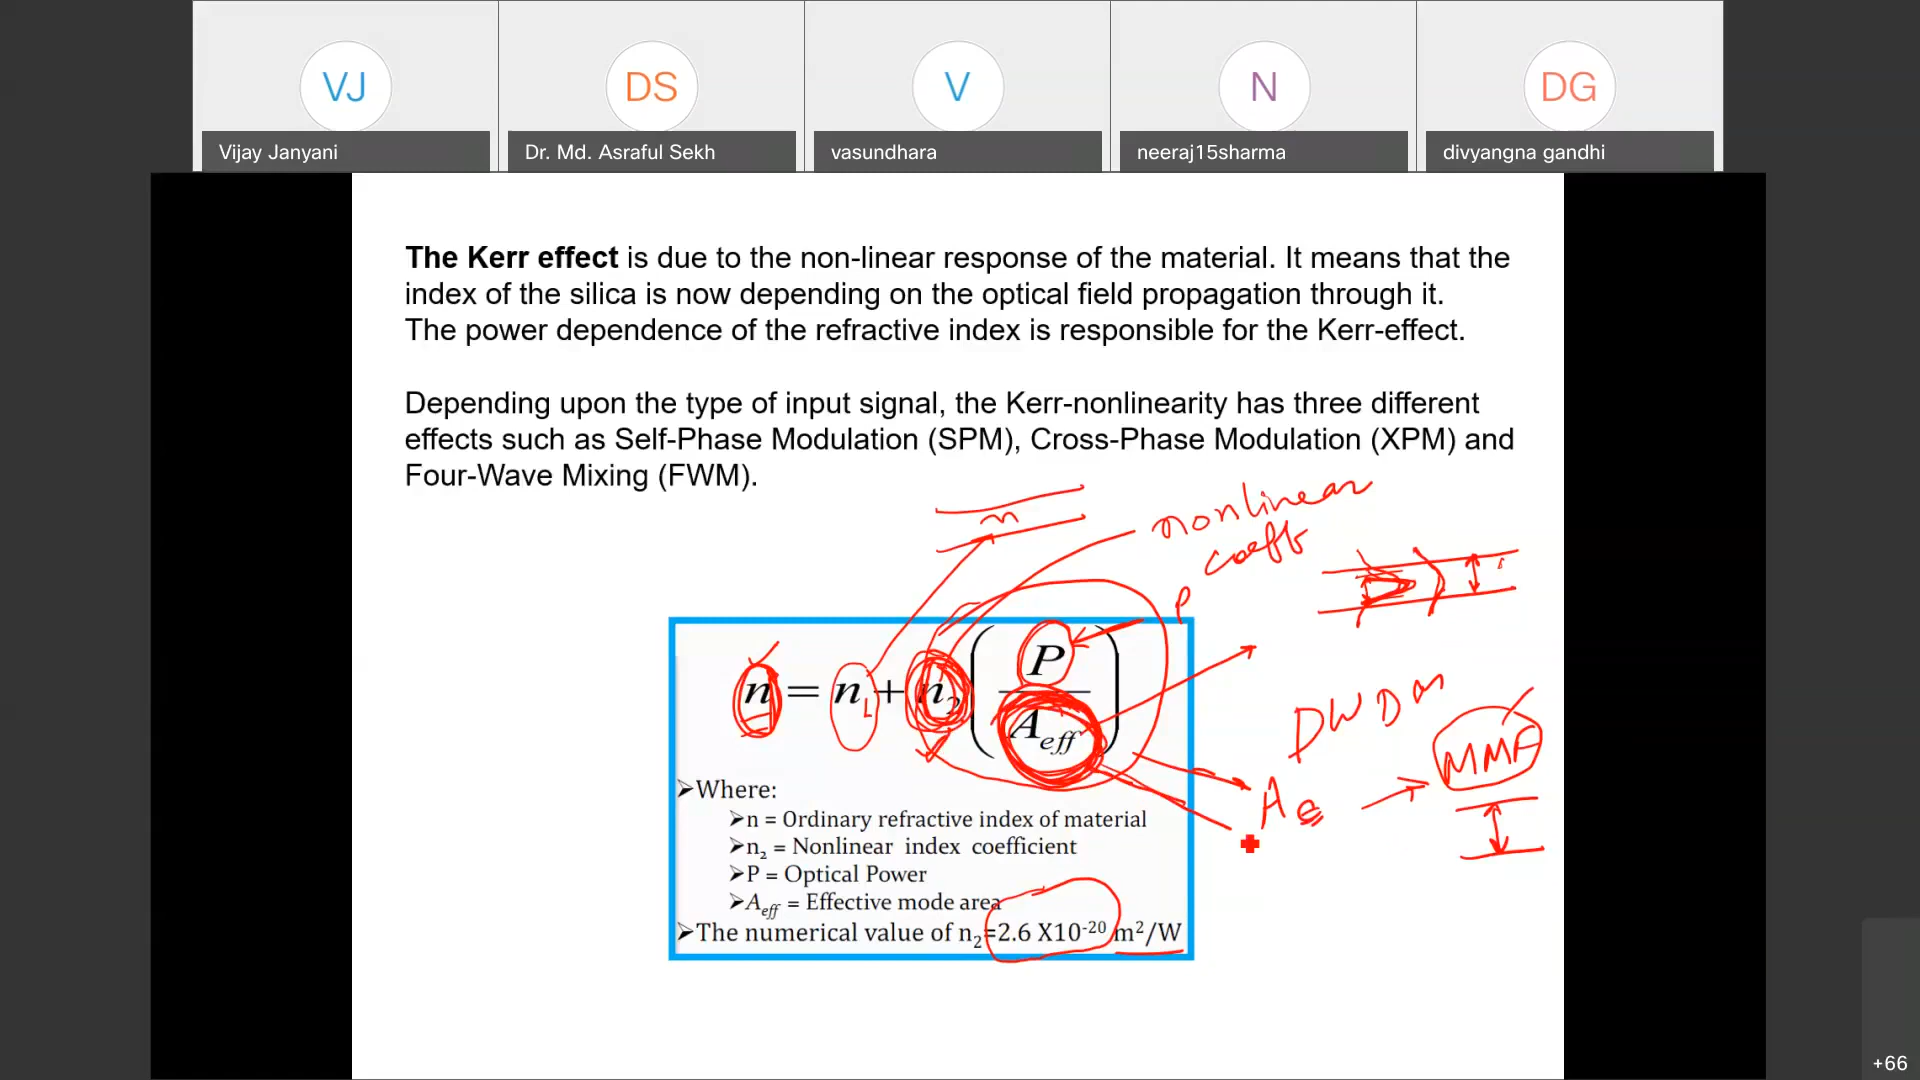 VJ
DS
V
N
DG
Vijay Janyani
Dr. Md. Asraful Sekh
vasundhara
neeraj15sharma
divyangna gandhi
The Kerr effect is due to the non-linear response of the material. It means that the
index of the silica is now depending on the optical field propagation through it.
The power dependence of the refractive index is responsible for the Kerr-effect.
Depending upon the type of input signal, the Kerr-nonlinearity has three different
effects such as Self-Phase Modulation (SPM), Cross-Phase Modulation (XPM) and
Four-Wave Mixing (FWM).
n
nonlinear
coeff
P
n = n_L + n₂ (P / A_eff)
DWDM
MMF
➢Where:
➢n = Ordinary refractive index of material
➢n₂ = Nonlinear index coefficient
➢P = Optical Power
➢A_eff = Effective mode area
➢The numerical value of n₂=2.6 X10⁻²⁰ m²/W
Ae
+66